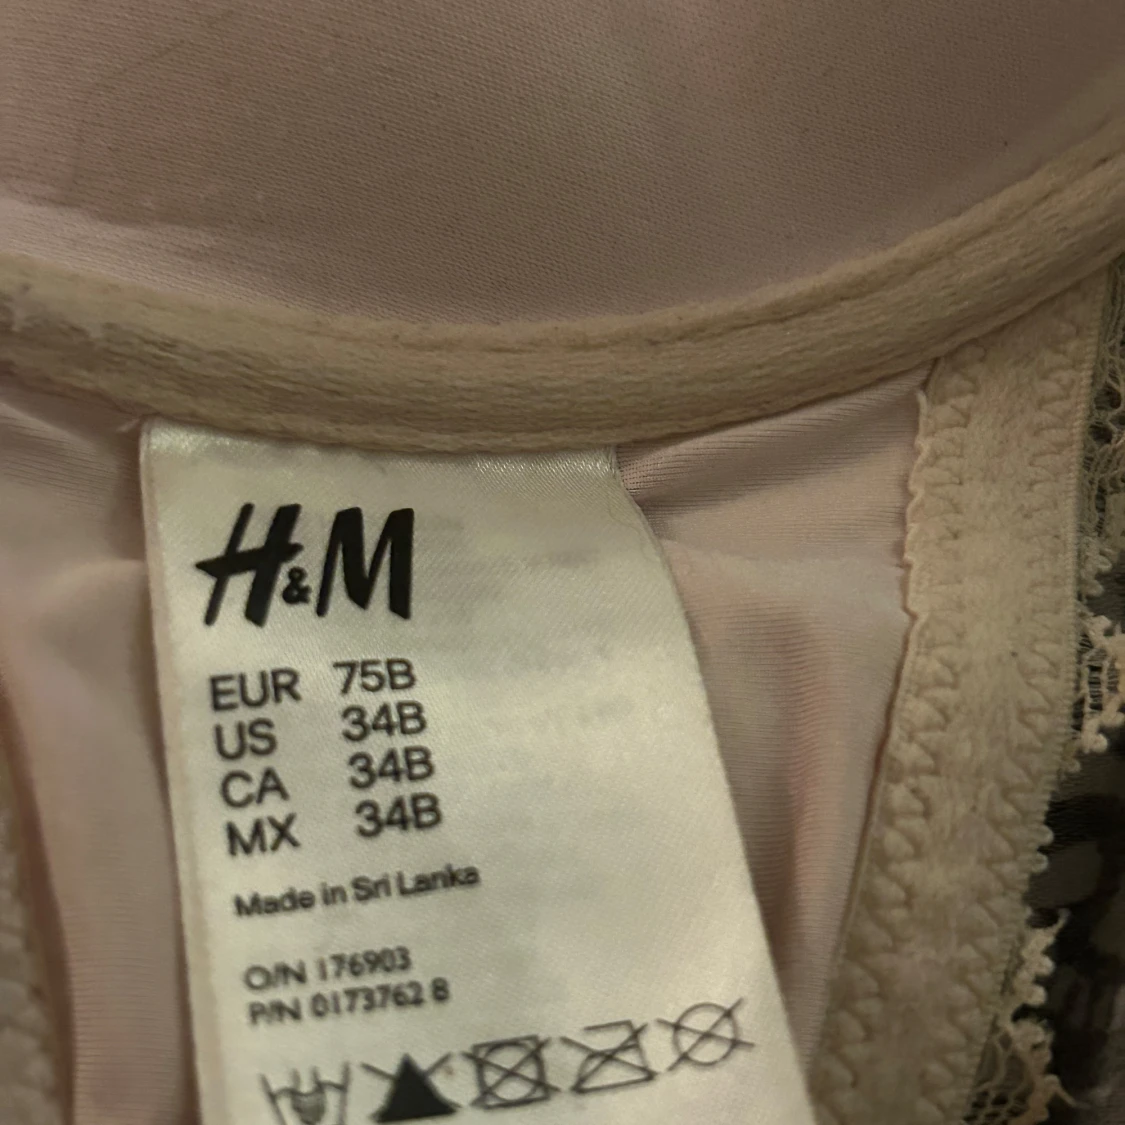 H&M
EUR 75B
US 34B
CA 34B
MX 34B
Made in Sri Lanka
O/N 176903
P/N 0173762 8